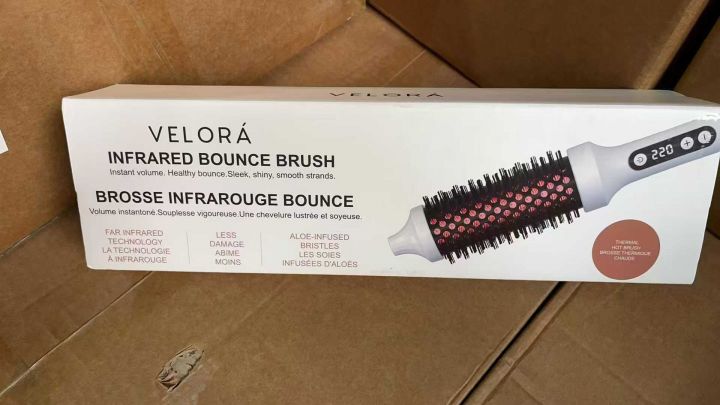 VELORÁ
VELORÁ
INFRARED BOUNCE BRUSH
Instant volume. Healthy bounce.Sleek, shiny, smooth strands.
BROSSE INFRAROUGE BOUNCE
Volume instantoné.Souplesse vigoureuse.Une chevelure lustrée et soyeuse.
FAR INFRARED
TECHNOLOGY
LA TECHNOLOGIE
À INFRAROUGE
LESS
DAMAGE
ABIME
MOINS
ALOE-INFUSED
BRISTLES
LES SOIES
INFUSÉES D'ALOÈS
220
THERMAL
HOT BRUSH
BROSSE THERMIQUE
CHAUDE